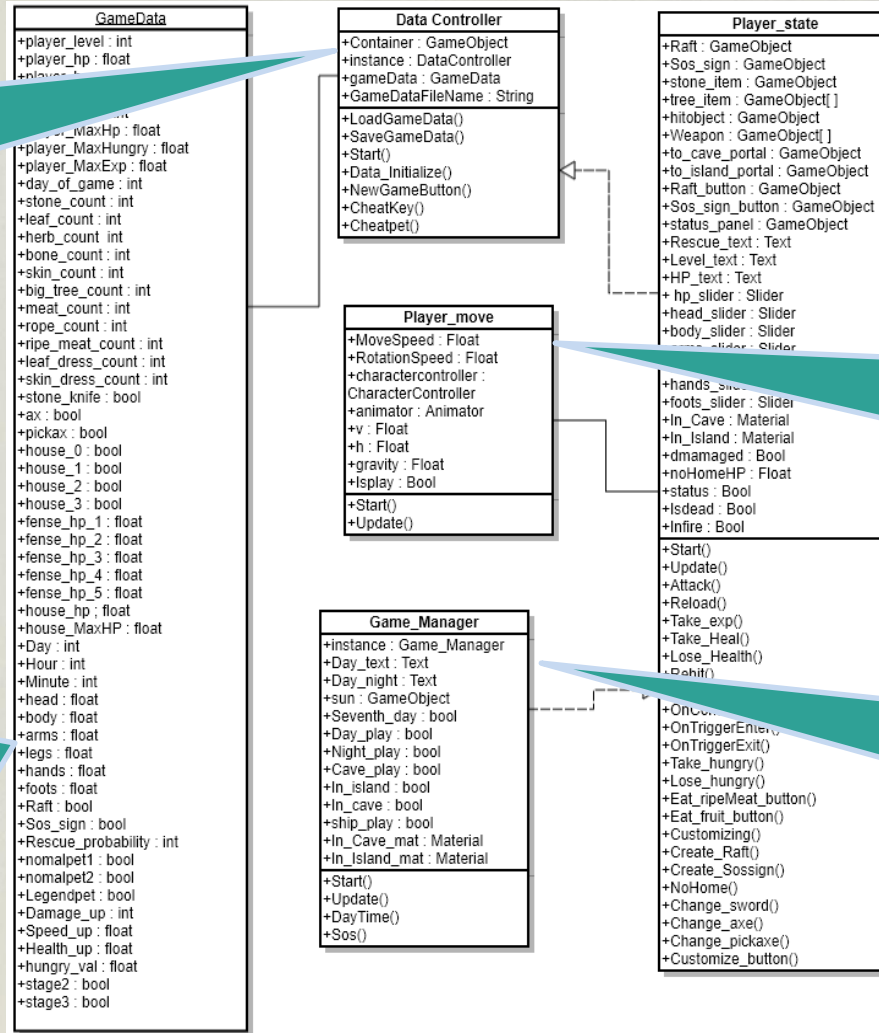 GameData
+player_level : int
+player_hp : float
+player_MaxHp : float
+player_MaxHungry : float
+player_MaxExp : float
+day_of_game : int
+stone_count : int
+leaf_count : int
+herb_count int
+bone_count : int
+skin_count : int
+big_tree_count : int
+meat_count : int
+rope_count : int
+ripe_meat_count : int
+leaf_dress_count : int
+skin_dress_count : int
+stone_knife : bool
+ax : bool
+pickax : bool
+house_0 : bool
+house_1 : bool
+house_2 : bool
+house_3 : bool
+fense_hp_1 : float
+fense_hp_2 : float
+fense_hp_3 : float
+fense_hp_4 : float
+fense_hp_5 : float
+house_hp ; float
+house_MaxHP : float
+Day : int
+Hour : int
+Minute : int
+head : float
+body : float
+arms : float
+legs : float
+hands : float
+foots : float
+Raft : bool
+Sos_sign : bool
+Rescue_probability : int
+nomalpet1 : bool
+nomalpet2 : bool
+Legendpet : bool
+Damage_up : int
+Speed_up : float
+Health_up : float
+hungry_val : float
+stage2 : bool
+stage3 : bool
Data Controller
+Container : GameObject
+instance : DataController
+gameData : GameData
+GameDataFileName : String
+LoadGameData()
+SaveGameData()
+Start()
+Data_Initialize()
+NewGameButton()
+CheatKey()
+Cheatpet()
Player_move
+MoveSpeed : Float
+RotationSpeed : Float
+charactercontroller :
CharacterController
+animator : Animator
+v : Float
+h : Float
+gravity : Float
+Isplay : Bool
+Start()
+Update()
Game_Manager
+instance : Game_Manager
+Day_text : Text
+Day_night : Text
+sun : GameObject
+Seventh_day : bool
+Day_play : bool
+Night_play : bool
+Cave_play : bool
+In_island : bool
+In_cave : bool
+ship_play : bool
+In_Cave_mat : Material
+In_Island_mat : Material
+Start()
+Update()
+DayTime()
+Sos()
Player_state
+Raft : GameObject
+Sos_sign : GameObject
+stone_item : GameObject
+tree_item : GameObject[ ]
+hitobject : GameObject
+Weapon : GameObject[ ]
+to_cave_portal : GameObject
+to_island_portal : GameObject
+Raft_button : GameObject
+Sos_sign_button : GameObject
+status_panel : GameObject
+Rescue_text : Text
+Level_text : Text
+HP_text : Text
+ hp_slider : Slider
+head_slider : Slider
+body_slider : Slider
+foots_slider : Slider
+In_Cave : Material
+In_Island : Material
+dmamaged : Bool
+noHomeHP : Float
+status : Bool
+Isdead : Bool
+Infire : Bool
+Start()
+Update()
+Attack()
+Reload()
+Take_exp()
+Take_Heal()
+Lose_Health()
+OnTriggerEnter()
+OnTriggerExit()
+Take_hungry()
+Lose_hungry()
+Eat_ripeMeat_button()
+Eat_fruit_button()
+Customizing()
+Create_Raft()
+Create_Sossign()
+NoHome()
+Change_sword()
+Change_axe()
+Change_pickaxe()
+Customize_button()